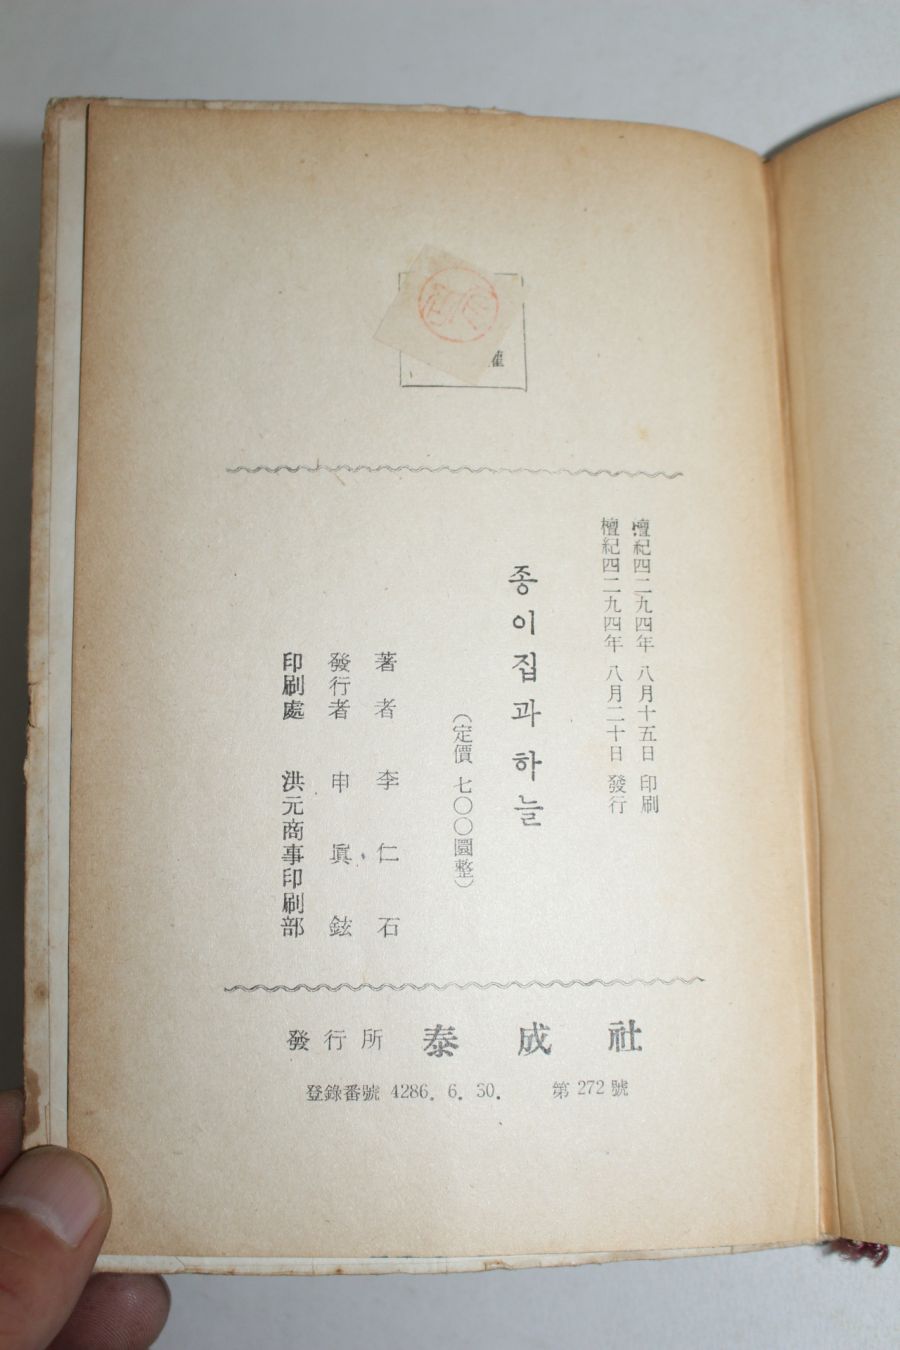 檀紀四二九四年 八月十五日 印刷
檀紀四二九四年 八月二十日 發行
종이집과 하늘
(定價 七〇〇圜整)
著者 李仁石
發行者 申眞鉉
印刷處 洪元商事印刷部
發行所 泰成社
登錄番號 4286. 6. 30. 第272號